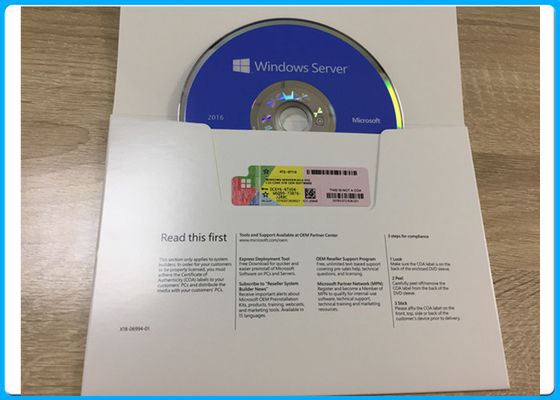 Windows Server
2016
Microsoft
THIS IS NOT A COA
Read this first
This section only applies to system
builders. In order for your customers
to be properly licensed, you must
adhere the Certificate of
Authenticity (COA) labels to your
customers' PCs and distribute the
media with your customers' PC.
X18-06994-01
Tools and Support Available at OEM Partner Center
www.microsoft.com/oem
Express Deployment Tool
Free Download for quicker and
easier preinstall of Microsoft
Software on PCs and Servers.
Subscribe to "Reseller System
Builder News"
Receive important alerts about
Microsoft OEM Preinstallation
Kits, products, training, webcasts,
and marketing tools. Available in
15 languages.
OEM Reseller Support Program
Free, unlimited text-based support
covering pre-sales help, technical
questions, and licensing.
Microsoft Partner Network (MPN)
Register and become a Member of
MPN to qualify for internal-use
software, technical support,
technical training and marketing
resources.
3 steps for compliance
1 Look
Make sure the COA label is on
the back of the enclosed DVD sleeve.
2 Peel
Carefully peel off/remove the
COA label from the back of the
DVD sleeve.
3 Stick
Please affix the COA label on the
front, top, side or back of the
customer's device prior to delivery.